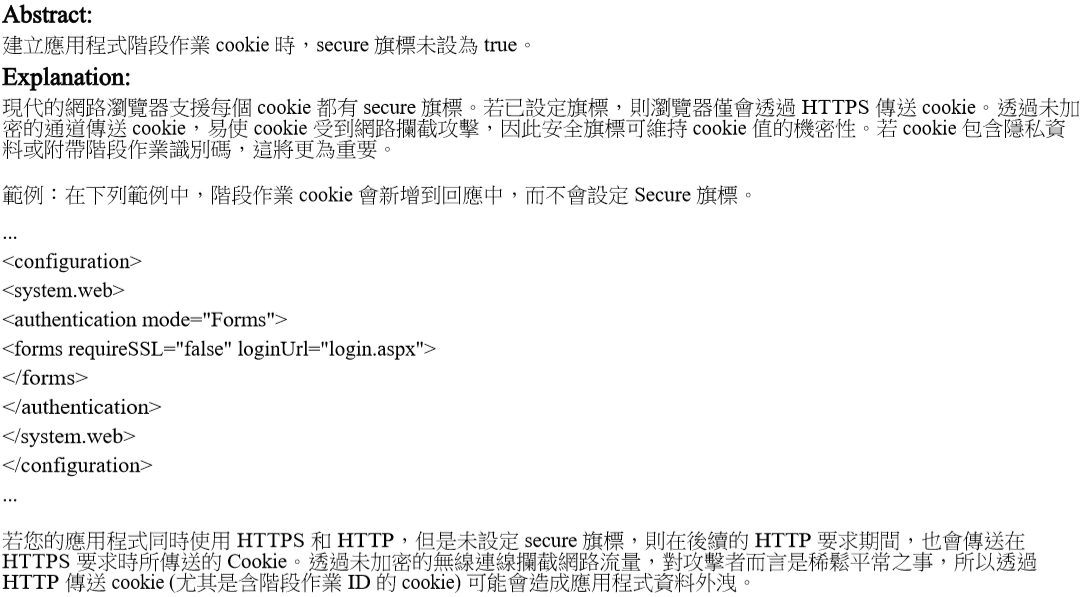 Abstract:
建立應用程式階段作業 cookie 時，secure 旗標未設為 true。
Explanation:
現代的網路瀏覽器支援每個 cookie 都有 secure 旗標。若已設定旗標，則瀏覽器僅會透過 HTTPS 傳送 cookie。透過未加
密的通道傳送 cookie，易使 cookie 受到網路攔截攻擊，因此安全旗標可維持 cookie 值的機密性。若 cookie 包含隱私資
料或附帶階段作業識別碼，這將更為重要。
範例：在下列範例中，階段作業 cookie 會新增到回應中，而不會設定 Secure 旗標。
...
<configuration>
<system.web>
<authentication mode="Forms">
<forms requireSSL="false" loginUrl="login.aspx">
</forms>
</authentication>
</system.web>
</configuration>
...
若您的應用程式同時使用 HTTPS 和 HTTP，但是未設定 secure 旗標，則在後續的 HTTP 要求期間，也會傳送在
HTTPS 要求時所傳送的 Cookie。透過未加密的無線連線攔截網路流量，對攻擊者而言是稀鬆平常之事，所以透過
HTTP 傳送 cookie (尤其是含階段作業 ID 的 cookie) 可能會造成應用程式資料外洩。